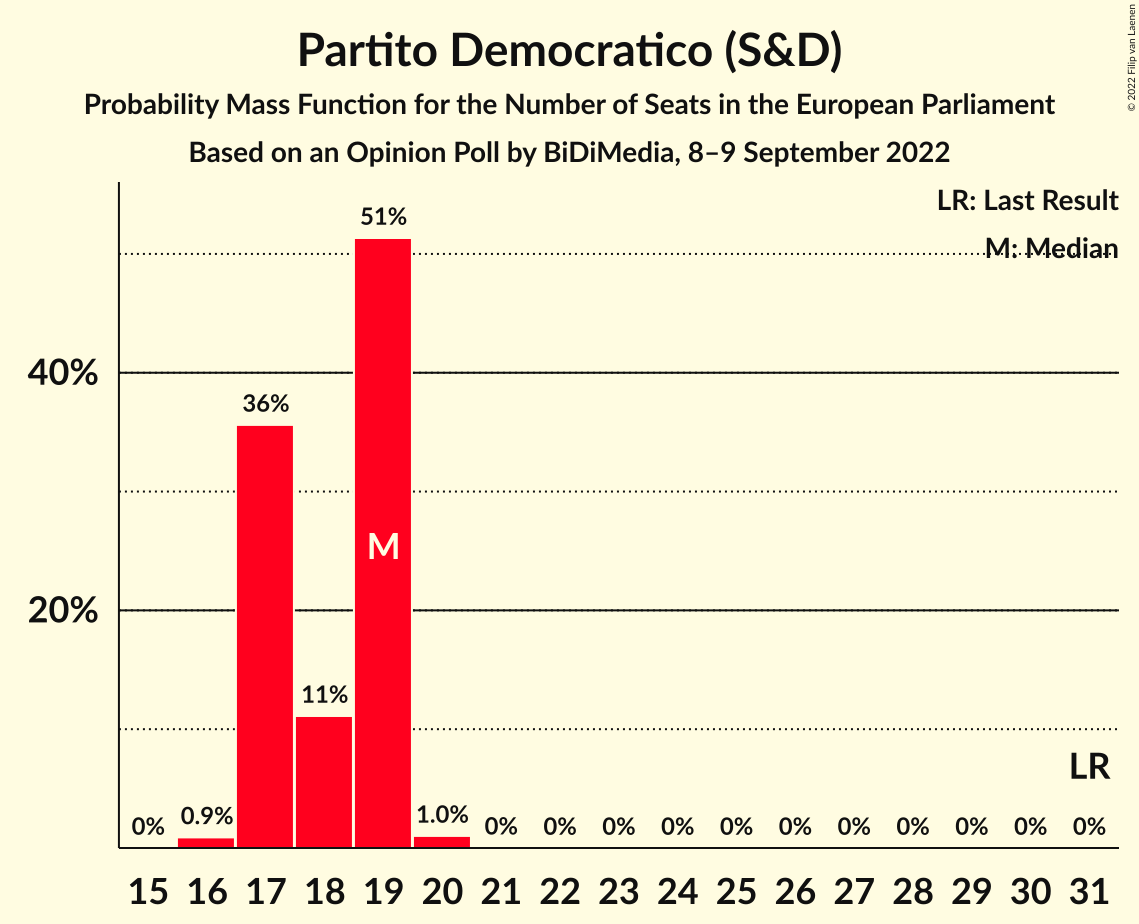 Partito Democratico (S&D)
Probability Mass Function for the Number of Seats in the European Parliament
Based on an Opinion Poll by BiDiMedia, 8–9 September 2022
© 2022 Filip van Laenen
LR: Last Result
M: Median
40%
20%
0% 0.9% 36% 11% 51% 1.0% 0% 0% 0% 0% 0% 0% 0% 0% 0% 0% 0%
M
LR
15 16 17 18 19 20 21 22 23 24 25 26 27 28 29 30 31